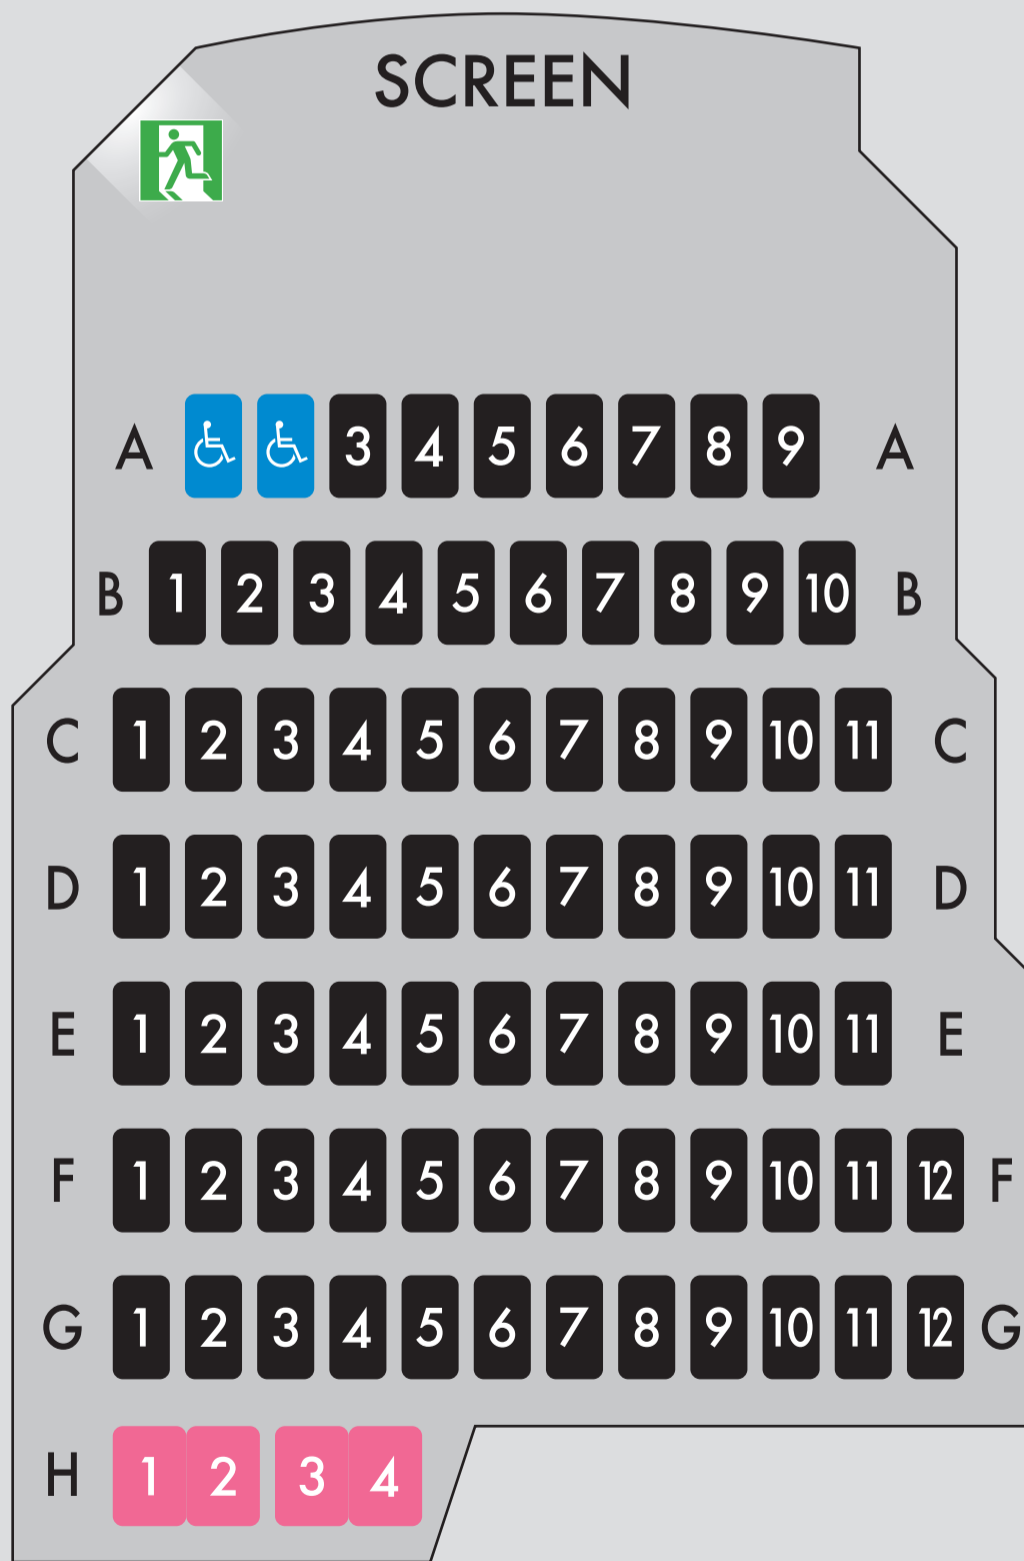 SCREEN
A 3 4 5 6 7 8 9 A
B 1 2 3 4 5 6 7 8 9 10 B
C 1 2 3 4 5 6 7 8 9 10 11 C
D 1 2 3 4 5 6 7 8 9 10 11 D
E 1 2 3 4 5 6 7 8 9 10 11 E
F 1 2 3 4 5 6 7 8 9 10 11 12 F
G 1 2 3 4 5 6 7 8 9 10 11 12 G
H 1 2 3 4